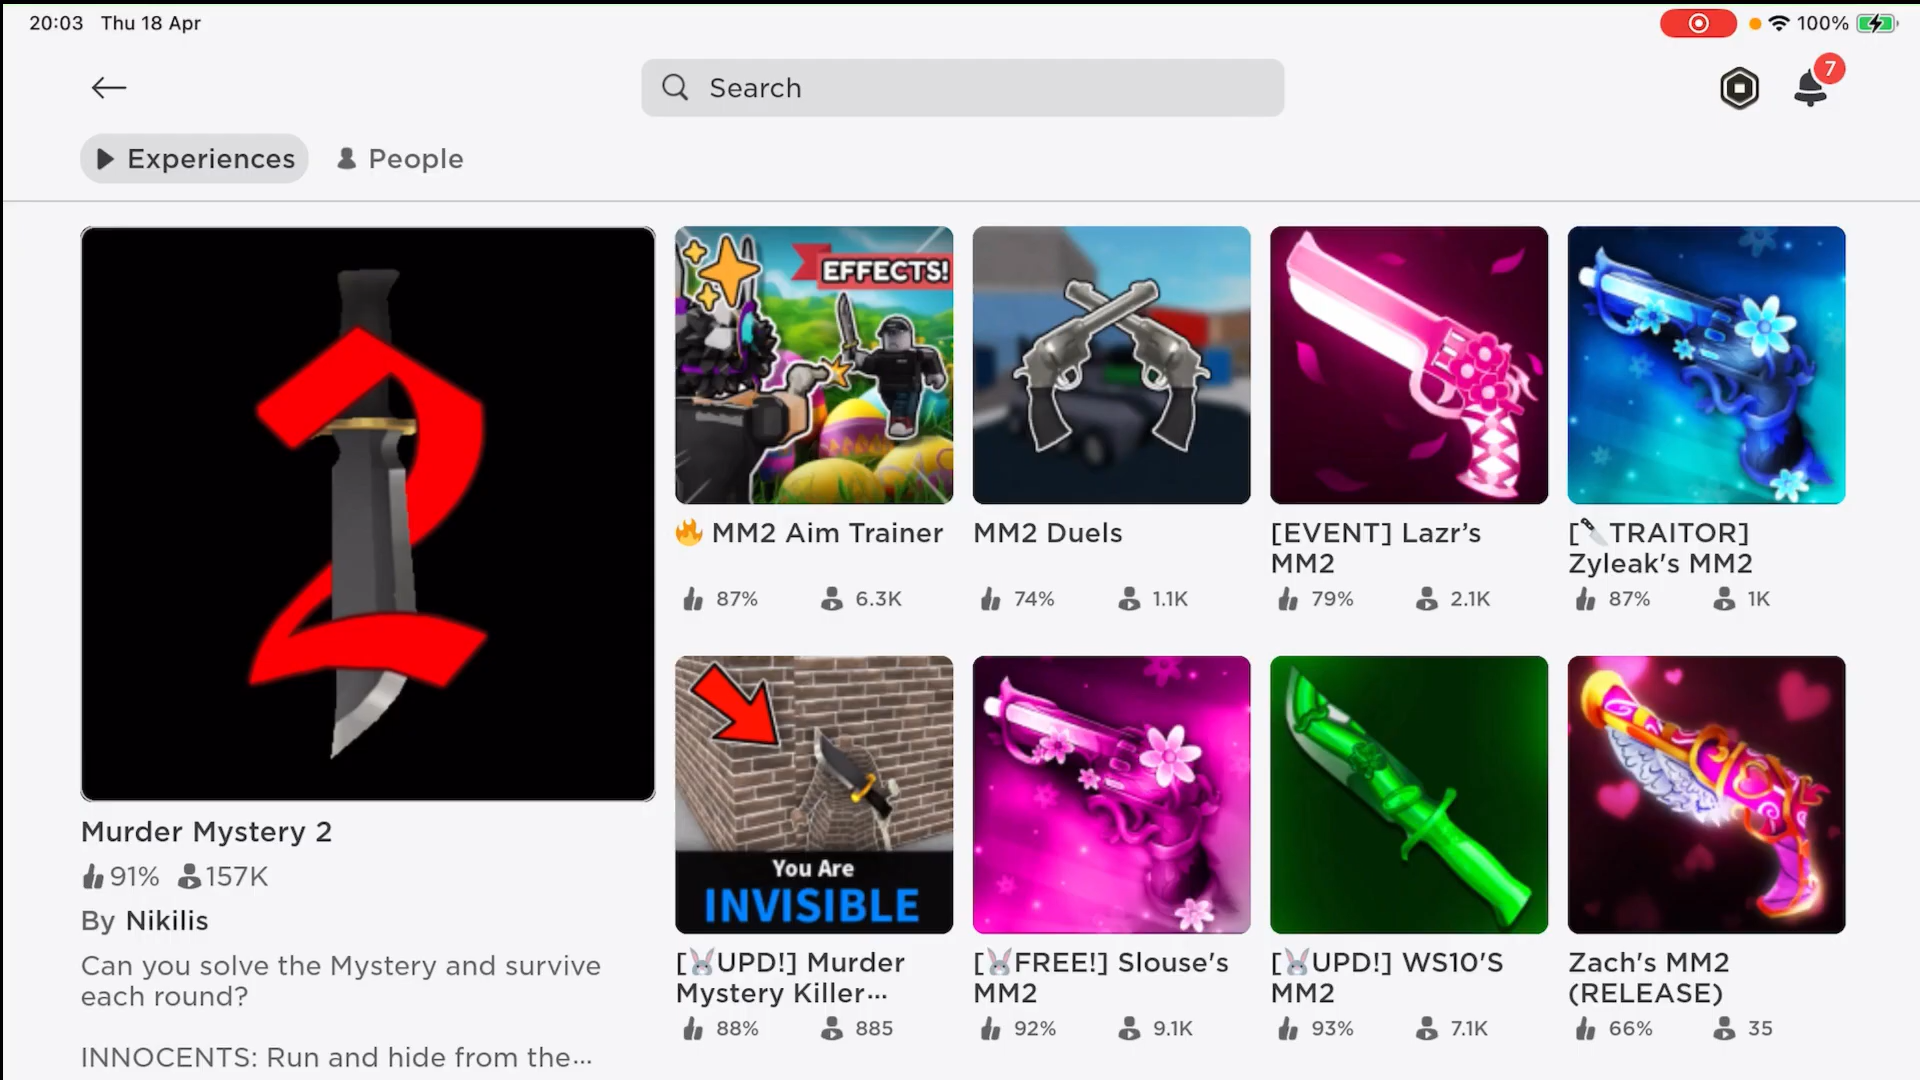 20:03 Thu 18 Apr
100%
Search
7
Experiences People
2
Murder Mystery 2
91% 157K
By Nikilis
Can you solve the Mystery and survive
each round?
INNOCENTS: Run and hide from the...
EFFECTS!
🔥 MM2 Aim Trainer
87% 6.3K
MM2 Duels
74% 1.1K
[EVENT] Lazr’s
MM2
79% 2.1K
[🔪TRAITOR]
Zyleak's MM2
87% 1K
You Are
INVISIBLE
[🐰UPD!] Murder
Mystery Killer...
88% 885
[🐰FREE!] Slouse's
MM2
92% 9.1K
[🐰UPD!] WS10'S
MM2
93% 7.1K
Zach's MM2
(RELEASE)
66% 35